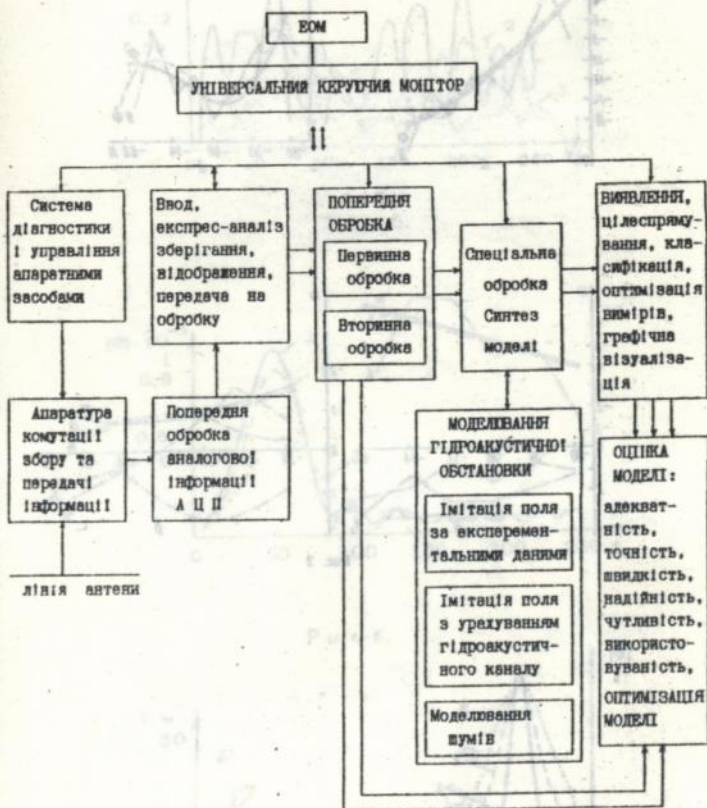 ЕОМ
УНІВЕРСАЛЬНИЙ КЕРУЮЧИЯ МОНІТОР
Система
діагностики
і управління
апаратними
засобами
Ввод,
експрес-аналіз
зберігання,
відображення,
передача на
обробку
ПОПЕРЕДНЯ
ОБРОБКА
Первинна
обробка
Вторинна
обробка
Спеціальна
обробка
Синтез
моделі
ВИЯВЛЕННЯ,
цілеспряму-
вання, кла-
сифікація,
оптимізація
вимірів,
графічна
візуаліза-
ція
Апаратура
комутації
збору та
передачі
інформації
Попередня
обробка
аналогової
інформації
А Ц П
лінія антени
МОДЕЛЮВАННЯ
ГІДРОАКУСТИЧНОІ
ОБСТАНОВКИ
Імітація поля
за експеремен-
тальними даними
Імітація поля
з урахуванням
гідроакустич-
ного каналу
Моделювання
шумів
ОЦІНКА
МОДЕЛІ:
адекват-
ність,
точність,
швидкість,
надійність,
чутливість,
використо-
вуваність,
ОПТИМІЗАЦІЯ
МОДЕЛІ